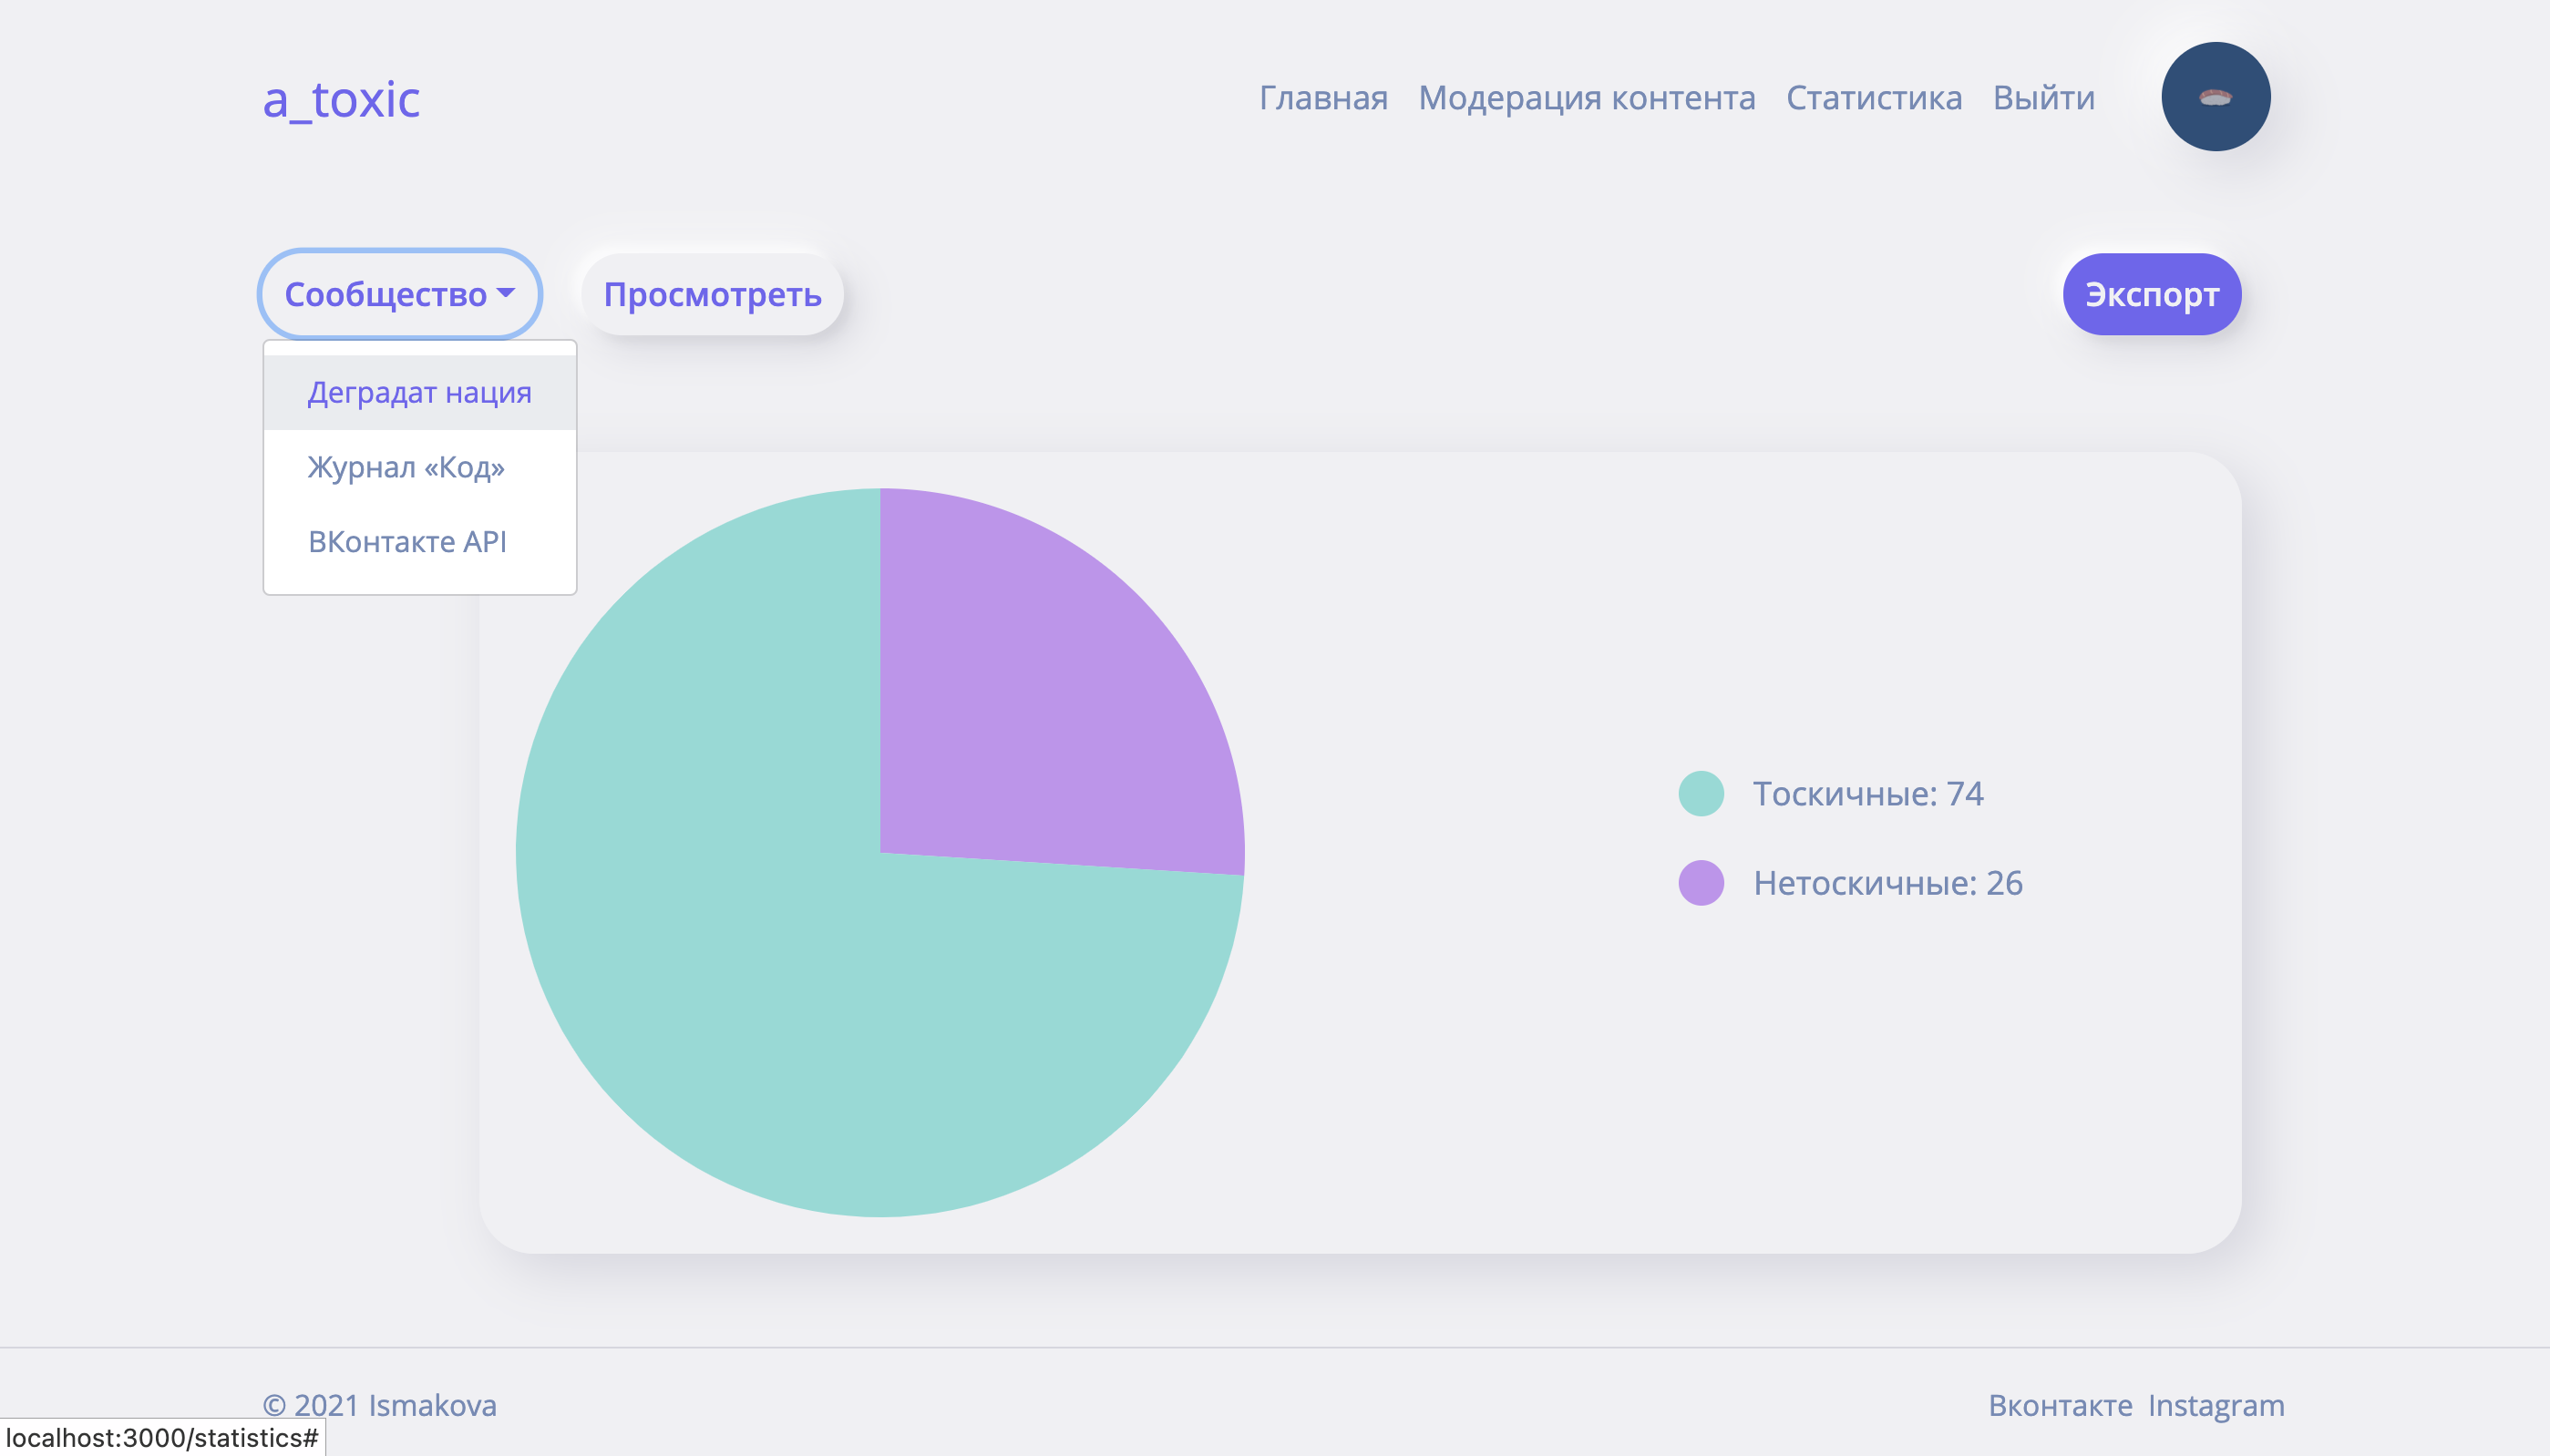 a_toxic
Главная Модерация контента Статистика Выйти
Сообщество
Просмотреть
Экспорт
Деградат нация
Журнал «Код»
ВКонтакте API
Тоскичные: 74
Нетоскичные: 26
© 2021 Ismakova
Вконтакте Instagram
localhost:3000/statistics#